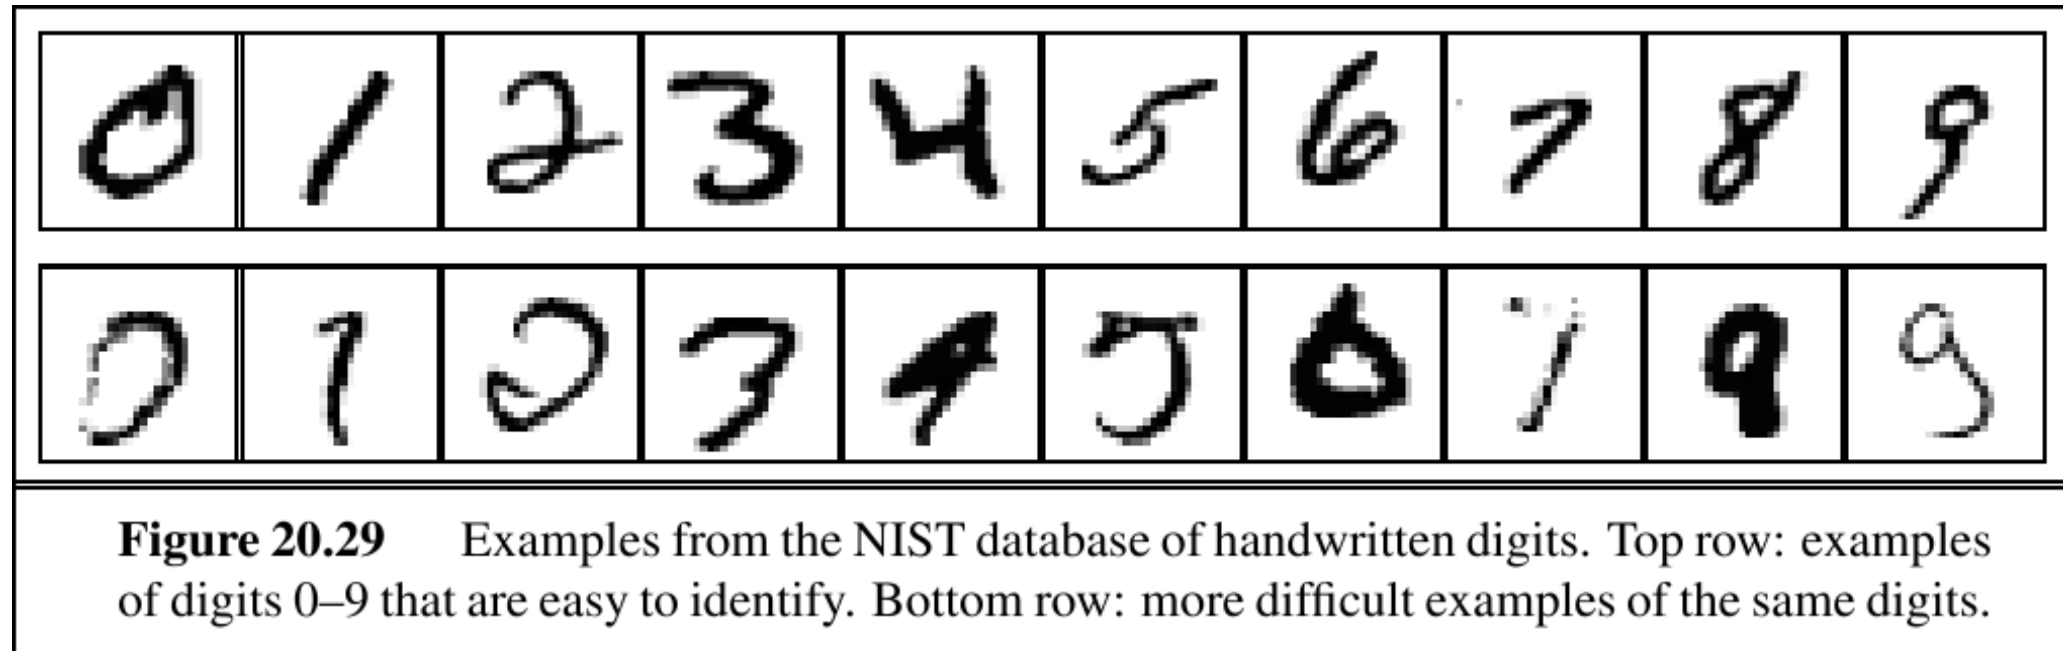 0 1 2 3 4 5 6 7 8 9
0 1 2 3 4 5 6 7 8 9
Figure 20.29 Examples from the NIST database of handwritten digits. Top row: examples
of digits 0–9 that are easy to identify. Bottom row: more difficult examples of the same digits.